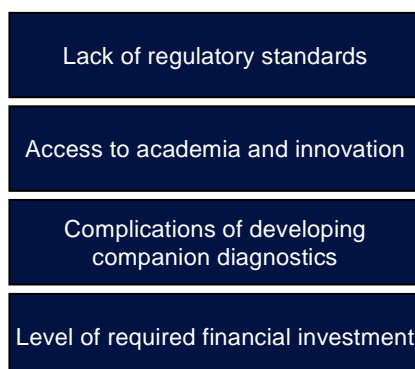 Lack of regulatory standards
Access to academia and innovation
Complications of developing
companion diagnostics
Level of required financial investment